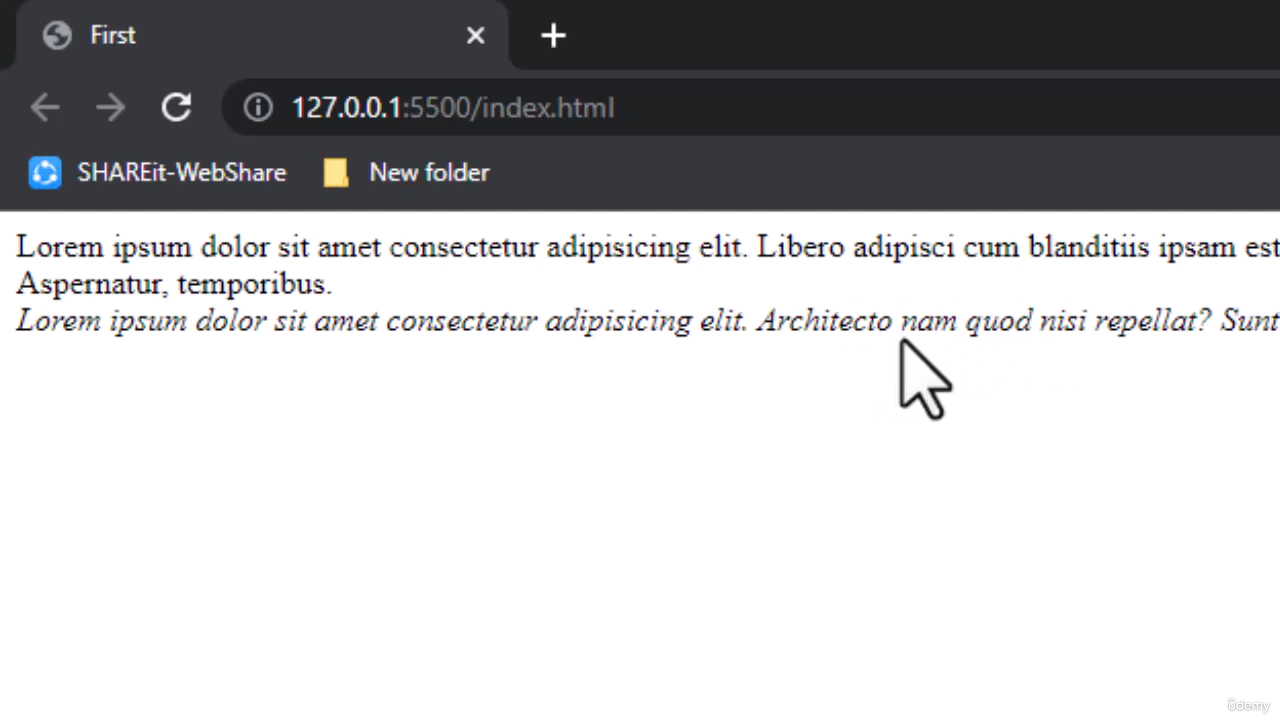 First
127.0.0.1:5500/index.html
SHAREit-WebShare New folder
Lorem ipsum dolor sit amet consectetur adipisicing elit. Libero adipisci cum blanditiis ipsam est
Aspernatur, temporibus.
Lorem ipsum dolor sit amet consectetur adipisicing elit. Architecto nam quod nisi repellat? Sunt
ûdemy